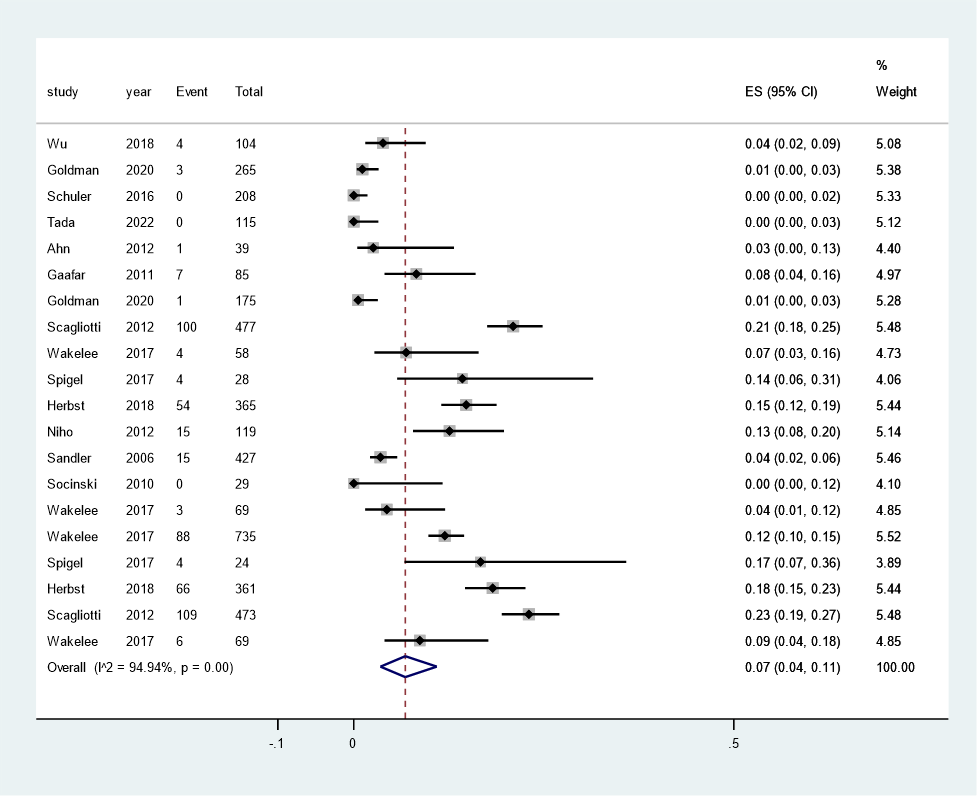 %
study year Event Total ES (95% CI) Weight
Wu 2018 4 104 0.04 (0.02, 0.09) 5.08
Goldman 2020 3 265 0.01 (0.00, 0.03) 5.38
Schuler 2016 0 208 0.00 (0.00, 0.02) 5.33
Tada 2022 0 115 0.00 (0.00, 0.03) 5.12
Ahn 2012 1 39 0.03 (0.00, 0.13) 4.40
Gaafar 2011 7 85 0.08 (0.04, 0.16) 4.97
Goldman 2020 1 175 0.01 (0.00, 0.03) 5.28
Scagliotti 2012 100 477 0.21 (0.18, 0.25) 5.48
Wakelee 2017 4 58 0.07 (0.03, 0.16) 4.73
Spigel 2017 4 28 0.14 (0.06, 0.31) 4.06
Herbst 2018 54 365 0.15 (0.12, 0.19) 5.44
Niho 2012 15 119 0.13 (0.08, 0.20) 5.14
Sandler 2006 15 427 0.04 (0.02, 0.06) 5.46
Socinski 2010 0 29 0.00 (0.00, 0.12) 4.10
Wakelee 2017 3 69 0.04 (0.01, 0.12) 4.85
Wakelee 2017 88 735 0.12 (0.10, 0.15) 5.52
Spigel 2017 4 24 0.17 (0.07, 0.36) 3.89
Herbst 2018 66 361 0.18 (0.15, 0.23) 5.44
Scagliotti 2012 109 473 0.23 (0.19, 0.27) 5.48
Wakelee 2017 6 69 0.09 (0.04, 0.18) 4.85
Overall (I^2 = 94.94%, p = 0.00) 0.07 (0.04, 0.11) 100.00
-.1 0 .5